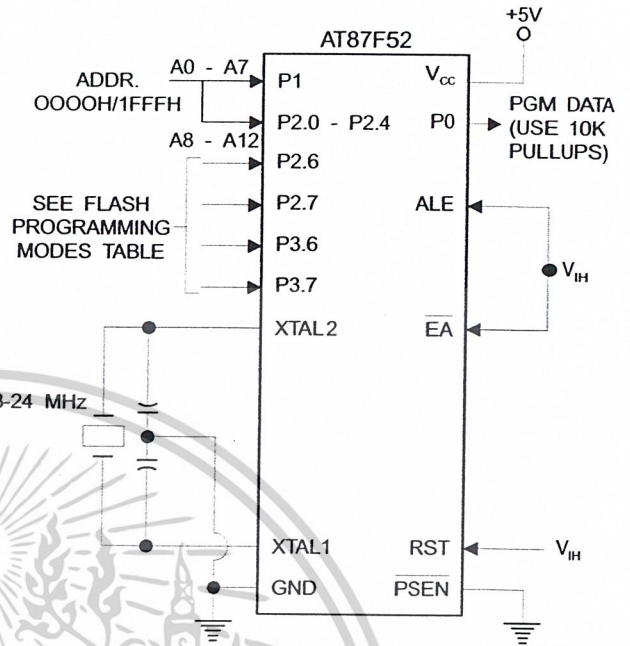 +5V
AT87F52
ADDR.
OOOOH/1FFFH
A0 - A7
P1
VCC
A8 - A12
P2.0 - P2.4
P0
PGM DATA
(USE 10K
PULLUPS)
P2.6
SEE FLASH
PROGRAMMING
MODES TABLE
P2.7
ALE
P3.6
P3.7
VIH
XTAL2
EA
3-24 MHz
XTAL1
RST
VIH
GND
PSEN